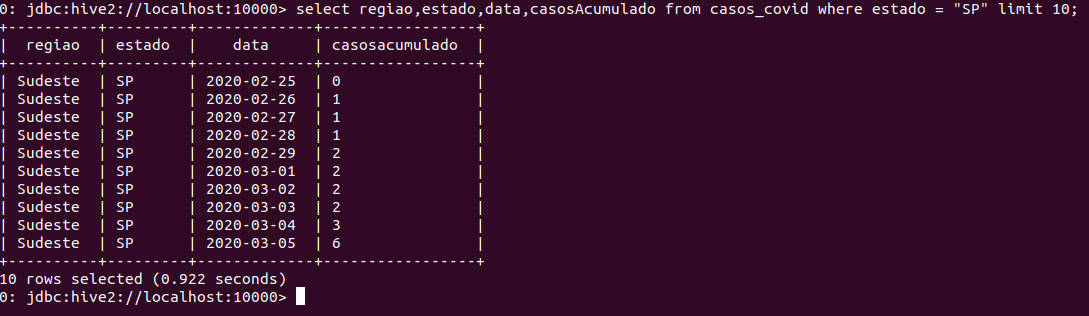 0: jdbc:hive2://localhost:10000> select regiao,estado,data,casosAcumulado from casos_covid where estado = "SP" limit 10;
+----------+---------+-------------+-----------------+
|  regiao  | estado  |    data     | casosacumulado  |
+----------+---------+-------------+-----------------+
| Sudeste  | SP      | 2020-02-25  | 0               |
| Sudeste  | SP      | 2020-02-26  | 1               |
| Sudeste  | SP      | 2020-02-27  | 1               |
| Sudeste  | SP      | 2020-02-28  | 1               |
| Sudeste  | SP      | 2020-02-29  | 2               |
| Sudeste  | SP      | 2020-03-01  | 2               |
| Sudeste  | SP      | 2020-03-02  | 2               |
| Sudeste  | SP      | 2020-03-03  | 2               |
| Sudeste  | SP      | 2020-03-04  | 3               |
| Sudeste  | SP      | 2020-03-05  | 6               |
+----------+---------+-------------+-----------------+
10 rows selected (0.922 seconds)
0: jdbc:hive2://localhost:10000>